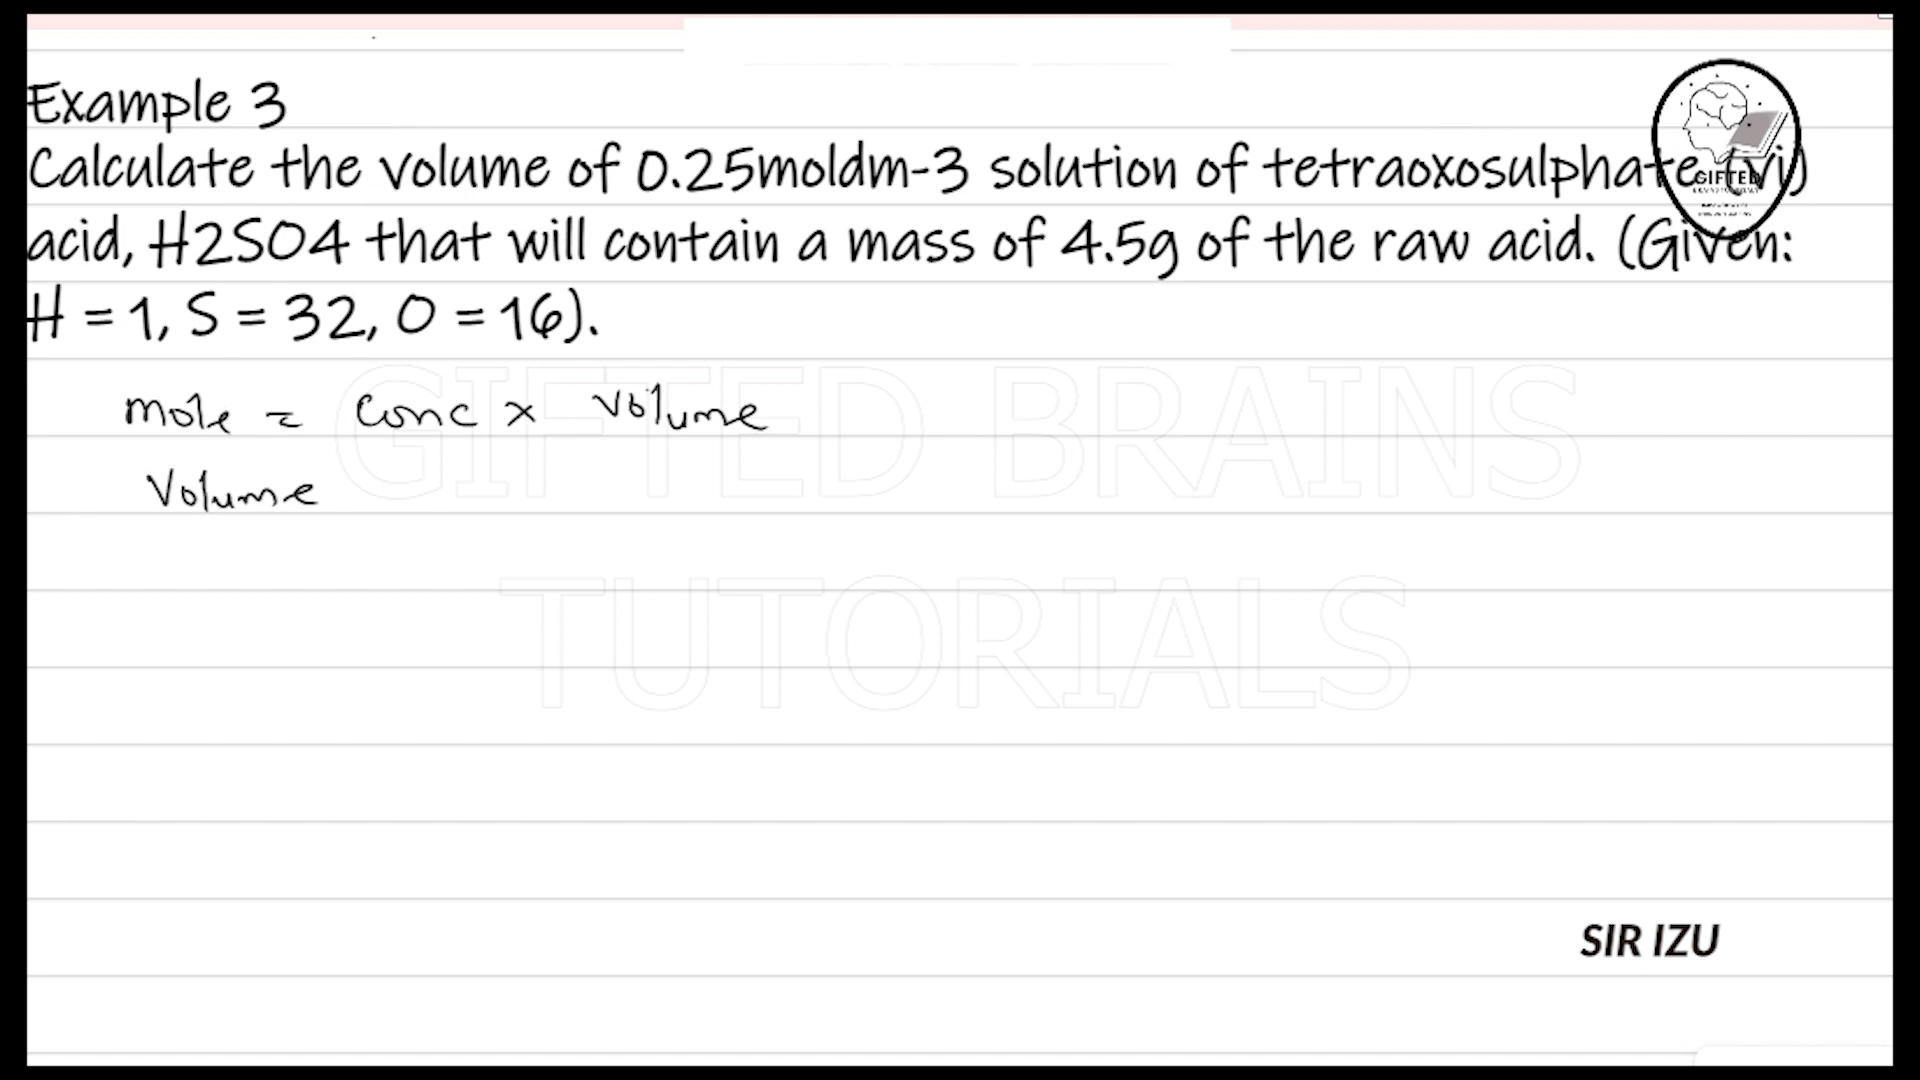 Example 3
Calculate the volume of 0.25moldm-3 solution of tetraoxosulphate (vi)
acid, H2SO4 that will contain a mass of 4.5g of the raw acid. (Given:
H = 1, S = 32, O = 16).
GIFTED
mole = conc x volume
Volume
GIFTED BRAINS
TUTORIALS
SIR IZU